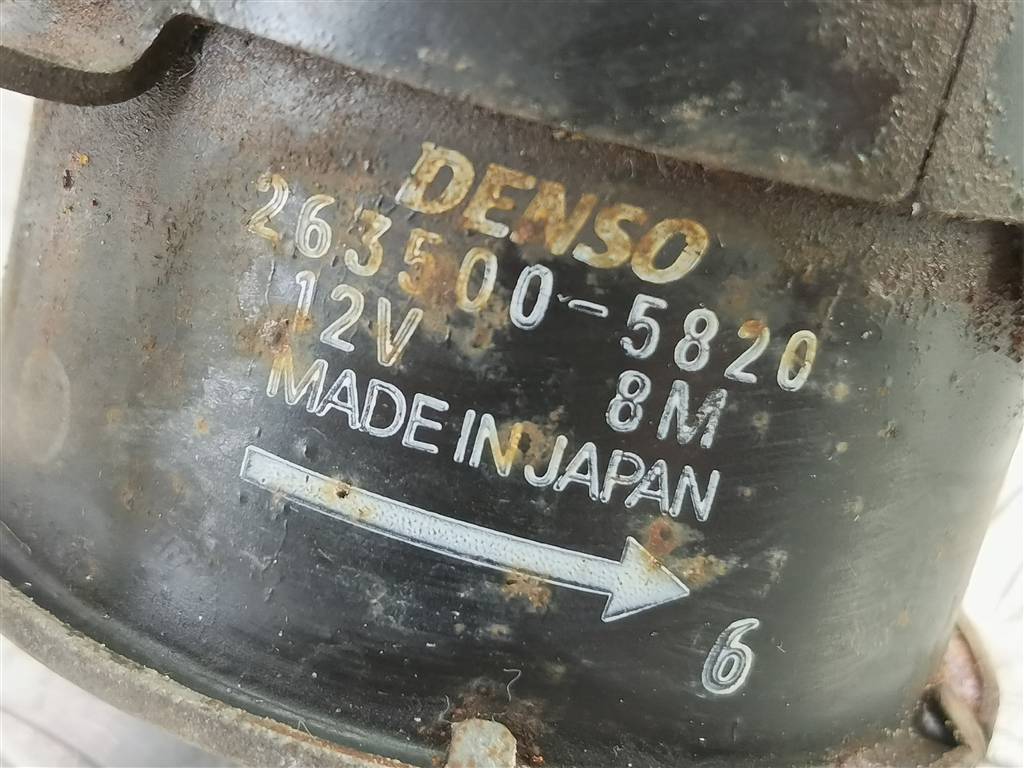 DENSO
263500-5820
12V 8M
MADE IN JAPAN
6